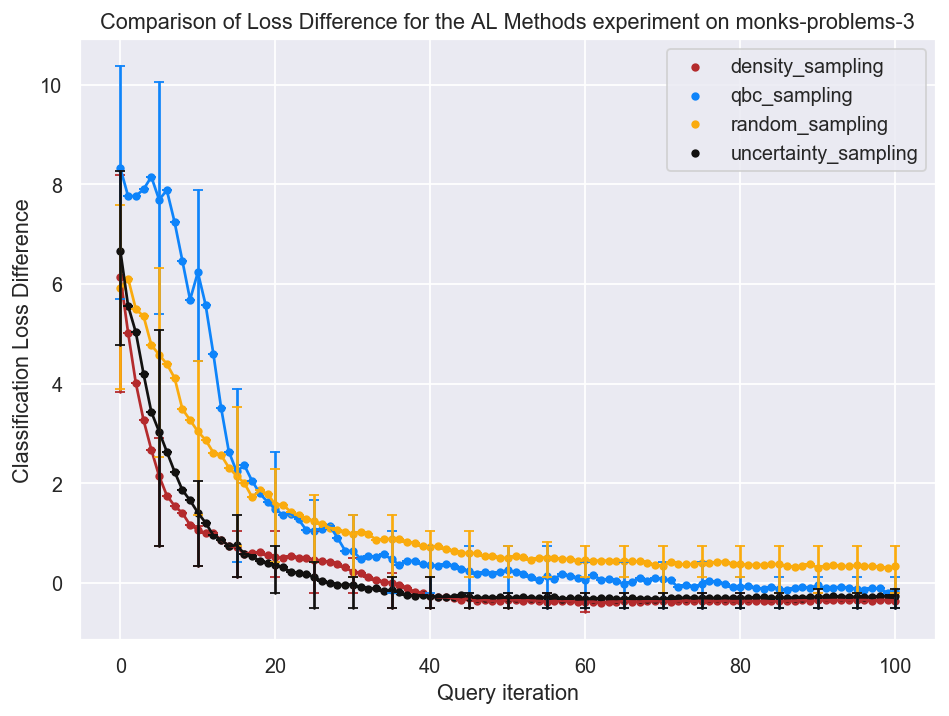 Comparison of Loss Difference for the AL Methods experiment on monks-problems-3
density_sampling
qbc_sampling
random_sampling
uncertainty_sampling
Classification Loss Difference
10
8
6
4
2
0
0 20 40 60 80 100
Query iteration